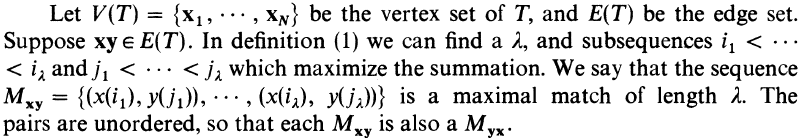 Let V(T) = {x₁, ⋯, x_N} be the vertex set of T, and E(T) be the edge set.
Suppose xy ∈ E(T). In definition (1) we can find a λ, and subsequences i₁ < ⋯
< i_λ and j₁ < ⋯ < j_λ which maximize the summation. We say that the sequence
M_xy = {(x(i₁), y(j₁)), ⋯, (x(i_λ), y(j_λ))} is a maximal match of length λ. The
pairs are unordered, so that each M_xy is also a M_yx.